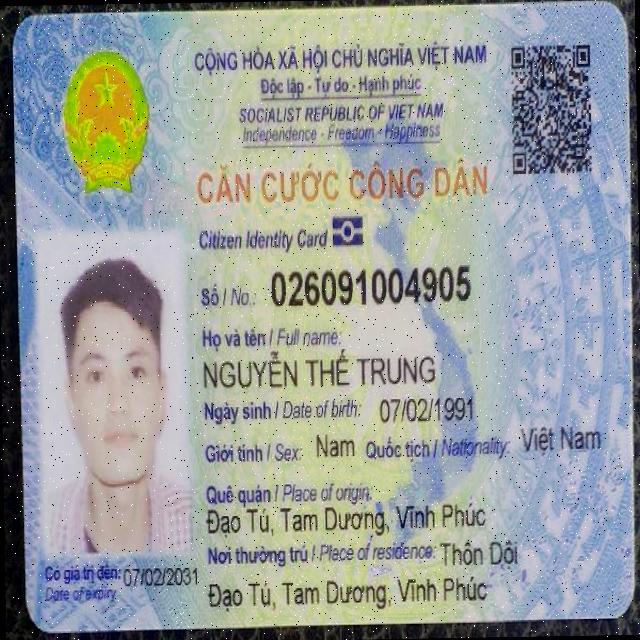 CỘNG HÒA XÃ HỘI CHỦ NGHĨA VIỆT NAM
Độc lập - Tự do - Hạnh phúc
SOCIALIST REPUBLIC OF VIET NAM
Independence - Freedom - Happiness
CĂN CƯỚC CÔNG DÂN
Citizen Identity Card
Số / No.: 026091004905
Họ và tên / Full name:
NGUYỄN THẾ TRUNG
Ngày sinh / Date of birth: 07/02/1991
Giới tính / Sex: Nam Quốc tịch / Nationality: Việt Nam
Quê quán / Place of origin:
Đạo Tú, Tam Dương, Vĩnh Phúc
Nơi thường trú / Place of residence: Thôn Dôi
Đạo Tú, Tam Dương, Vĩnh Phúc
Có giá trị đến: 07/02/2031
Date of expiry